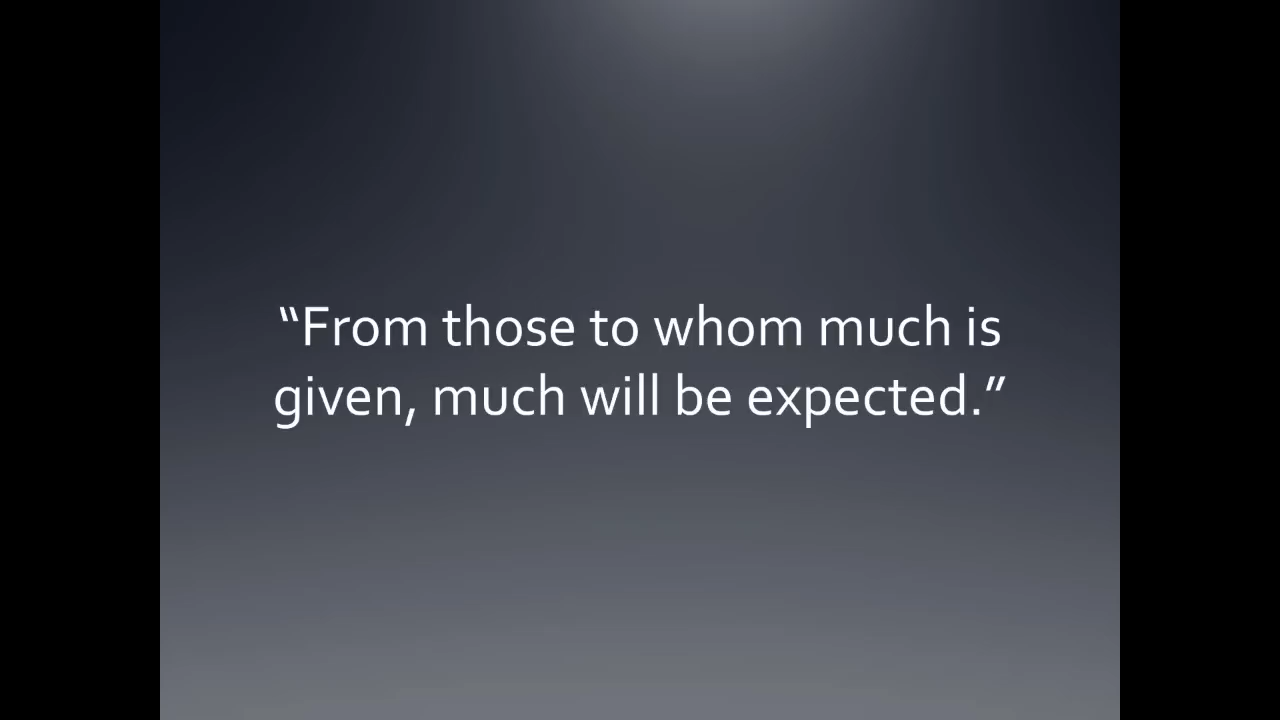 “From those to whom much is
given, much will be expected.”